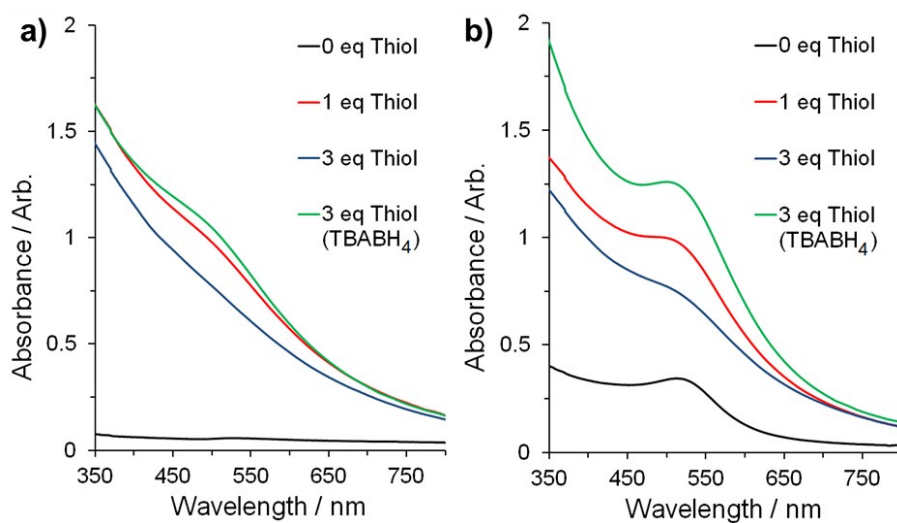 a)
2
1.5
1
0.5
0
350
450
550
650
750
Absorbance / Arb.
Wavelength / nm
0 eq Thiol
1 eq Thiol
3 eq Thiol
3 eq Thiol
(TBABH4)
b)
2
1.5
1
0.5
0
350
450
550
650
750
Absorbance / Arb.
Wavelength / nm
0 eq Thiol
1 eq Thiol
3 eq Thiol
3 eq Thiol
(TBABH4)